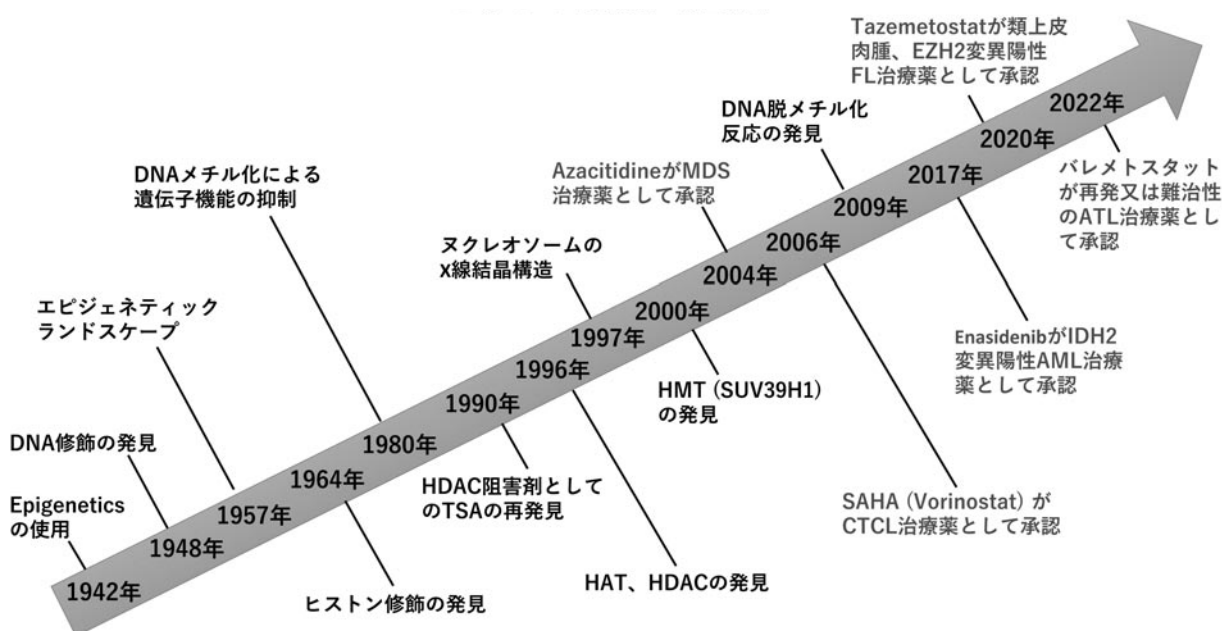 Tazemetostatが類上皮
肉腫、EZH2変異陽性
FL治療薬として承認
DNA脱メチル化
反応の発見
DNAメチル化による
遺伝子機能の抑制
AzacitidineがMDS
治療薬として承認
ヌクレオソームの
X線結晶構造
エピジェネティック
ランドスケープ
DNA修飾の発見
Epigenetics
の使用
1942年
1948年
1957年
1964年
1980年
1990年
1996年
1997年
2000年
2004年
2006年
2009年
2017年
2020年
2022年
バレメトスタット
が再発又は難治性
のATL治療薬とし
て承認
EnasidenibがIDH2
変異陽性AML治療
薬として承認
HMT (SUV39H1)
の発見
SAHA (Vorinostat) が
CTCL治療薬として承認
HDAC阻害剤として
のTSAの再発見
HAT、HDACの発見
ヒストン修飾の発見